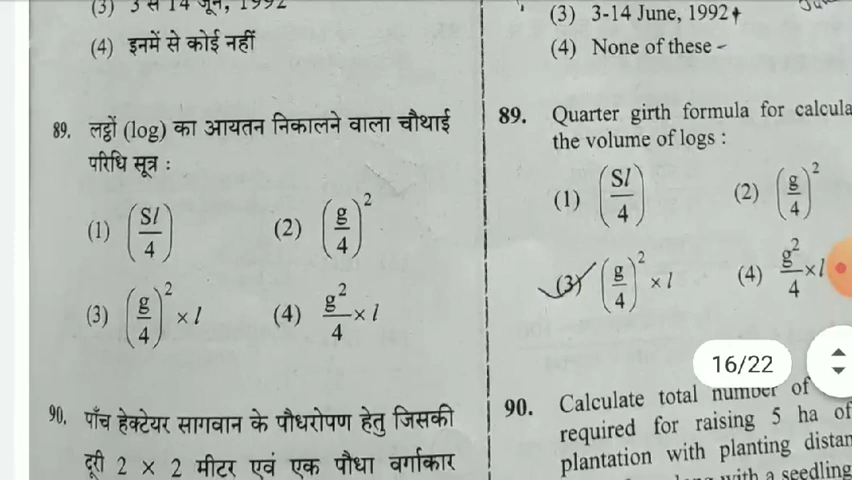 (3) 3 से 14 जून, 1992
(4) इनमें से कोई नहीं
89. लट्ठों (log) का आयतन निकालने वाला चौथाई
परिधि सूत्र :
(1) (Sl/4) (2) (g/4)²
(3) (g/4)² × l (4) g²/4 × l
90. पाँच हेक्टेयर सागवान के पौधरोपण हेतु जिसकी
दूरी 2 × 2 मीटर एवं एक पौधा वर्गाकार
(3) 3-14 June, 1992
(4) None of these
89. Quarter girth formula for calcula
the volume of logs :
(1) (Sl/4) (2) (g/4)²
(3) (g/4)² × l (4) g²/4 × l
16/22
90. Calculate total number of
required for raising 5 ha of
plantation with planting distan
with a seedling